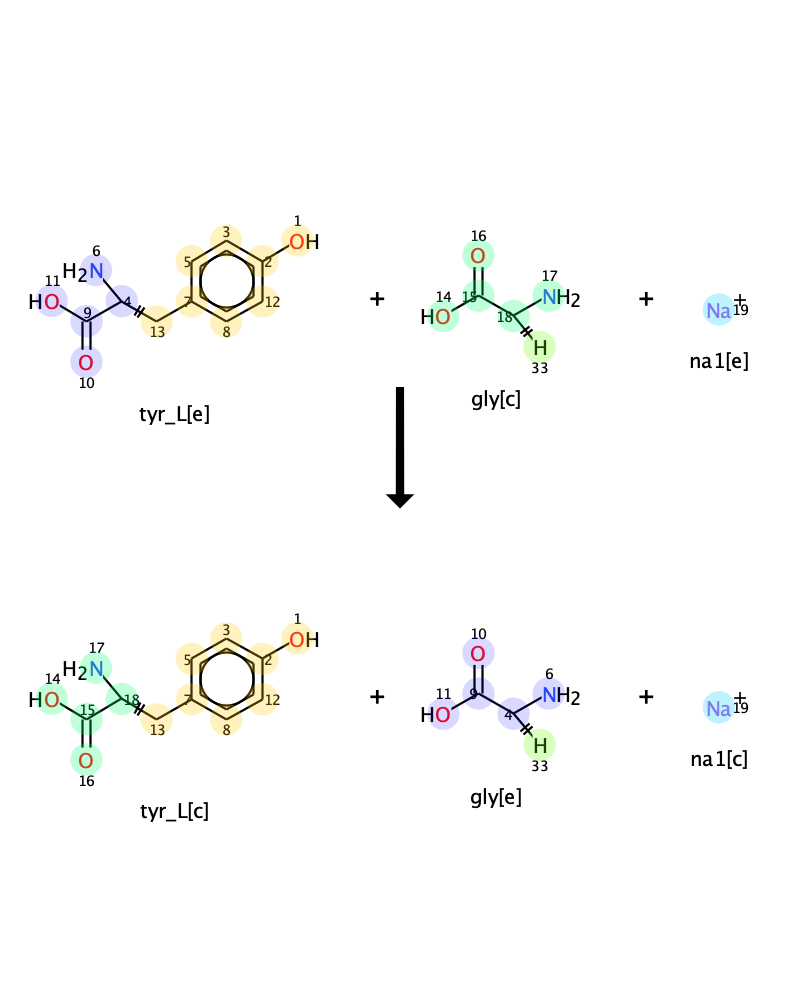 1
3
OH
16
6
5
2
O
H₂N
17
11
14
15
NH₂
HO
4
7
12
+
+
Na+
9
13
8
HO
18
H
19
O
33
na1[e]
10
gly[c]
tyr_L[e]
1
3
OH
10
17
5
2
O
H₂N
6
14
11
9
NH₂
HO
18
7
12
+
+
Na+
15
13
8
HO
4
H
19
O
33
na1[c]
16
gly[e]
tyr_L[c]